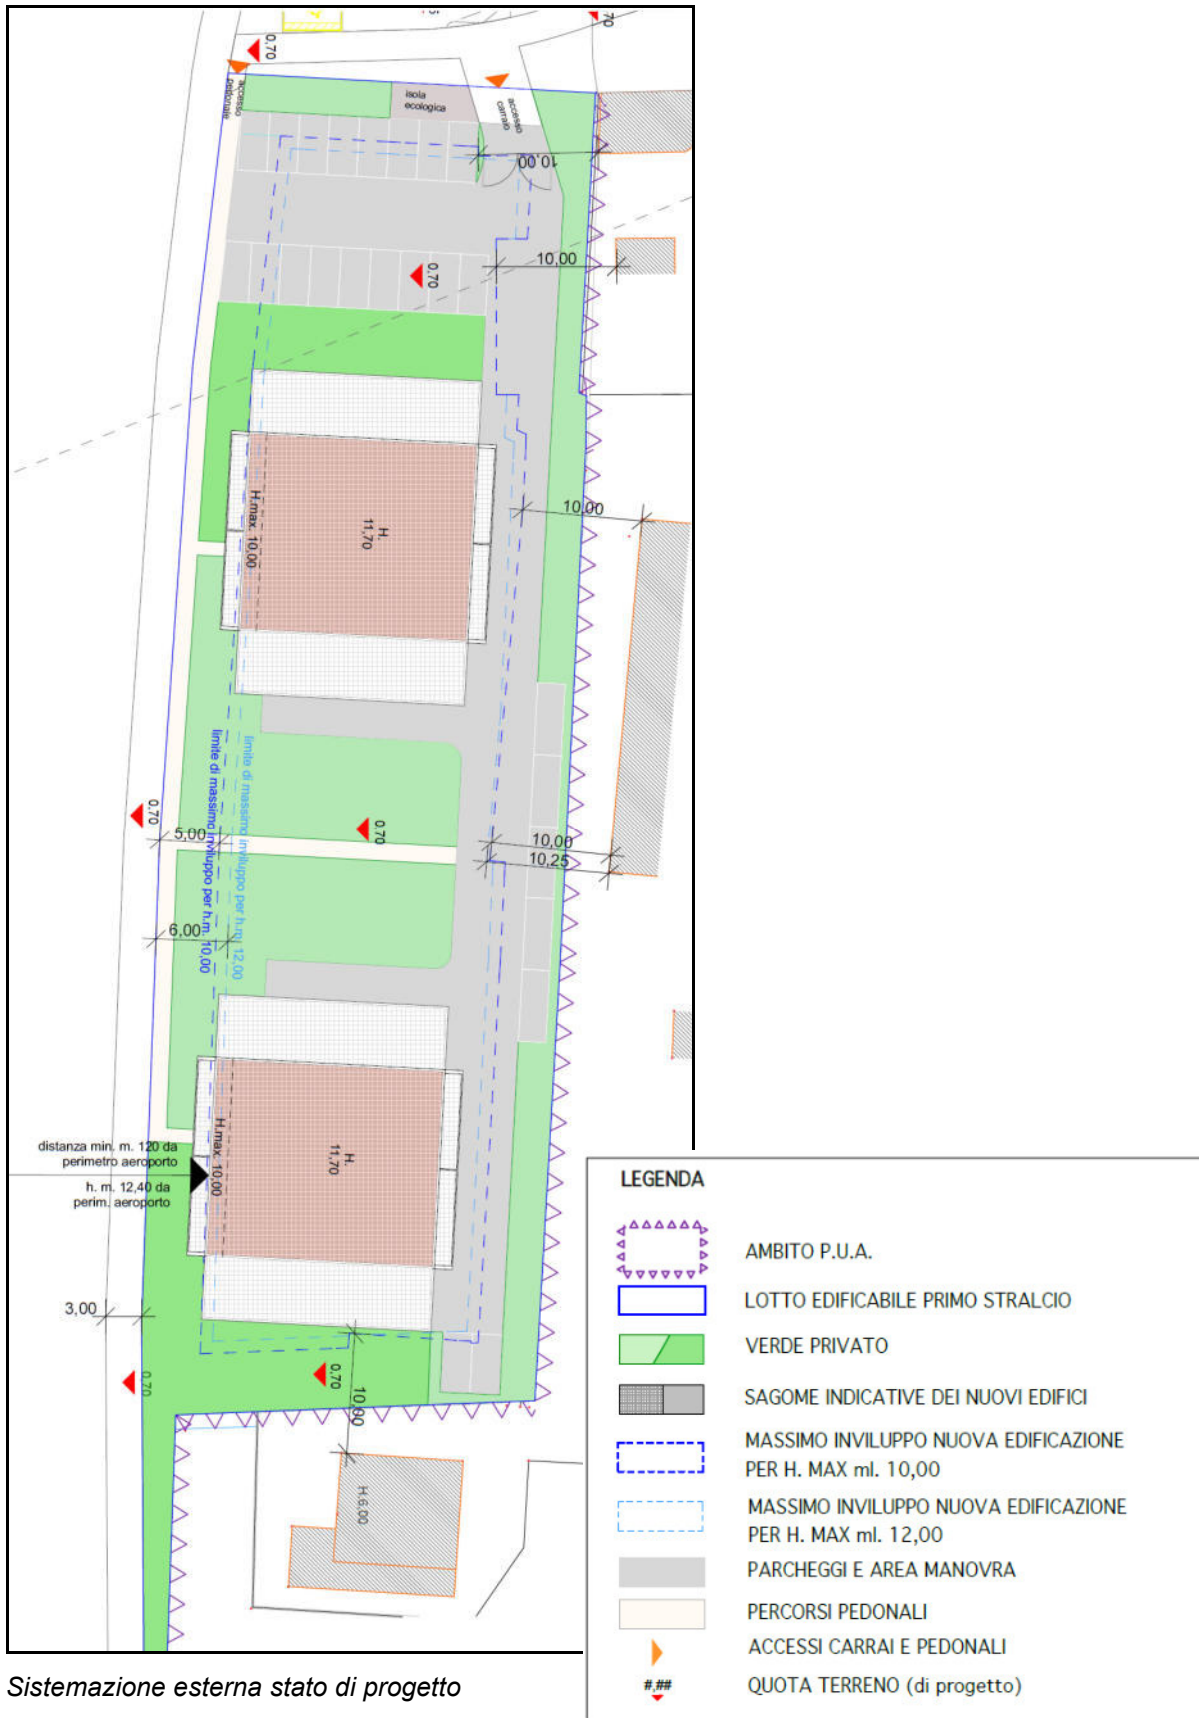 0,70
0,70
accesso
pedonale
isola
ecologica
accesso
carraio
10,00
10,00
0,70
10,00
H.max. 10,00
H.
11,70
limite di massimo inviluppo per h.m. 10,00
limite di massimo inviluppo per h.m. 12,00
0,70
5,00
0,70
10,00
10,25
6,00
distanza min. m. 120 da
perimetro aeroporto
h. m. 12,40 da
perim. aeroporto
H.max. 10,00
H.
11,70
3,00
0,70
0,70
10,00
H.6.00
LEGENDA
AMBITO P.U.A.
LOTTO EDIFICABILE PRIMO STRALCIO
VERDE PRIVATO
SAGOME INDICATIVE DEI NUOVI EDIFICI
MASSIMO INVILUPPO NUOVA EDIFICAZIONE
PER H. MAX ml. 10,00
MASSIMO INVILUPPO NUOVA EDIFICAZIONE
PER H. MAX ml. 12,00
PARCHEGGI E AREA MANOVRA
PERCORSI PEDONALI
ACCESSI CARRAI E PEDONALI
#,## QUOTA TERRENO (di progetto)
Sistemazione esterna stato di progetto